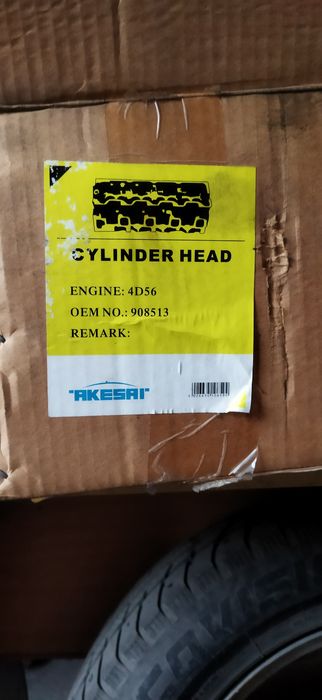 CYLINDER HEAD
ENGINE: 4D56
OEM NO.: 908513
REMARK:
AKESAI